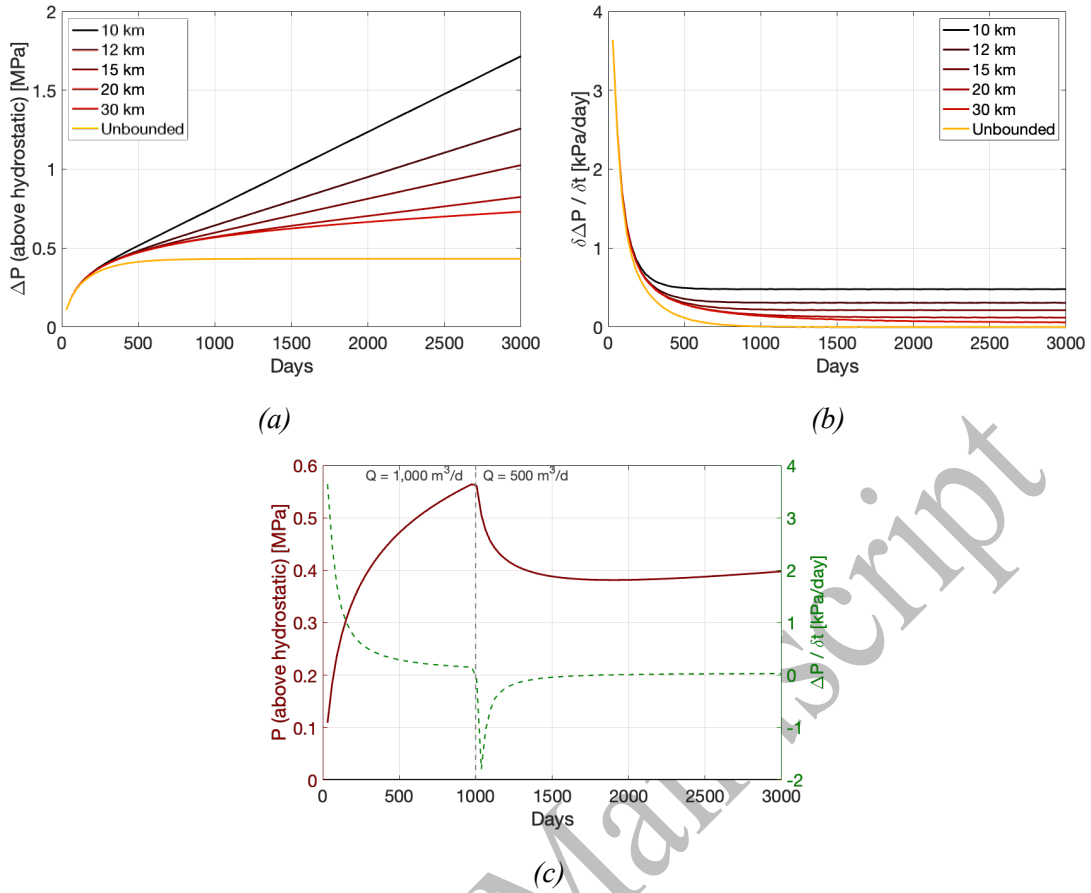 2
1.5
1
0.5
0
0 500 1000 1500 2000 2500 3000
Days
ΔP (above hydrostatic) [MPa]
10 km
12 km
15 km
20 km
30 km
Unbounded
(a)
4
3
2
1
0
0 500 1000 1500 2000 2500 3000
Days
δΔP / δt [kPa/day]
10 km
12 km
15 km
20 km
30 km
Unbounded
(b)
Q = 1,000 m³/d
Q = 500 m³/d
0.6
0.5
0.4
0.3
0.2
0.1
0
P (above hydrostatic) [MPa]
4
3
2
1
0
-1
-2
ΔP / δt [kPa/day]
0 500 1000 1500 2000 2500 3000
Days
(c)
Manuscript